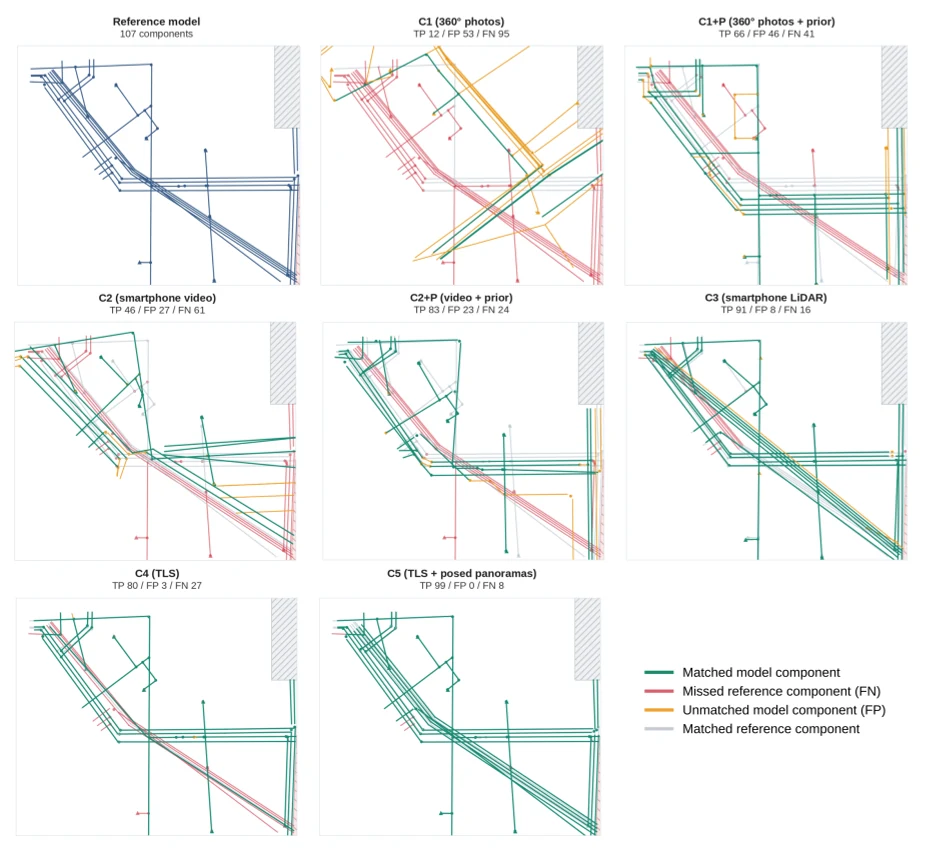 Reference model
107 components
C1 (360° photos)
TP 12 / FP 53 / FN 95
C1+P (360° photos + prior)
TP 66 / FP 46 / FN 41
C2 (smartphone video)
TP 46 / FP 27 / FN 61
C2+P (video + prior)
TP 83 / FP 23 / FN 24
C3 (smartphone LiDAR)
TP 91 / FP 8 / FN 16
C4 (TLS)
TP 80 / FP 3 / FN 27
C5 (TLS + posed panoramas)
TP 99 / FP 0 / FN 8
Matched model component
Missed reference component (FN)
Unmatched model component (FP)
Matched reference component